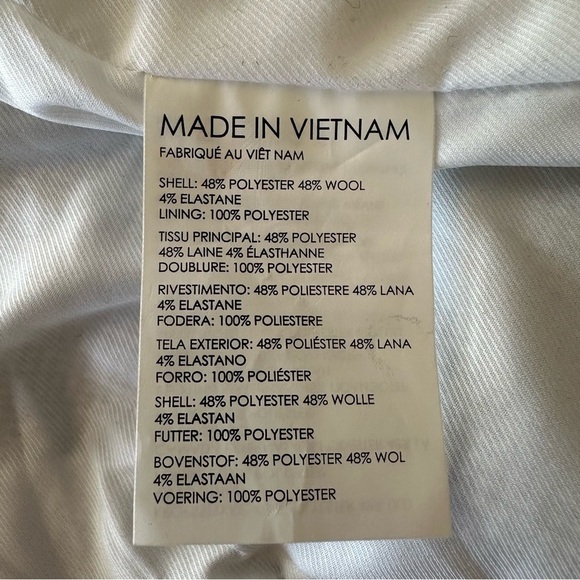 MADE IN VIETNAM
FABRIQUÉ AU VIÊT NAM
SHELL: 48% POLYESTER 48% WOOL
4% ELASTANE
LINING: 100% POLYESTER
TISSU PRINCIPAL: 48% POLYESTER
48% LAINE 4% ÉLASTHANNE
DOUBLURE: 100% POLYESTER
RIVESTIMENTO: 48% POLIESTERE 48% LANA
4% ELASTANE
FODERA: 100% POLIESTERE
TELA EXTERIOR: 48% POLIÉSTER 48% LANA
4% ELASTANO
FORRO: 100% POLIÉSTER
SHELL: 48% POLYESTER 48% WOLLE
4% ELASTAN
FUTTER: 100% POLYESTER
BOVENSTOF: 48% POLYESTER 48% WOL
4% ELASTAAN
VOERING: 100% POLYESTER